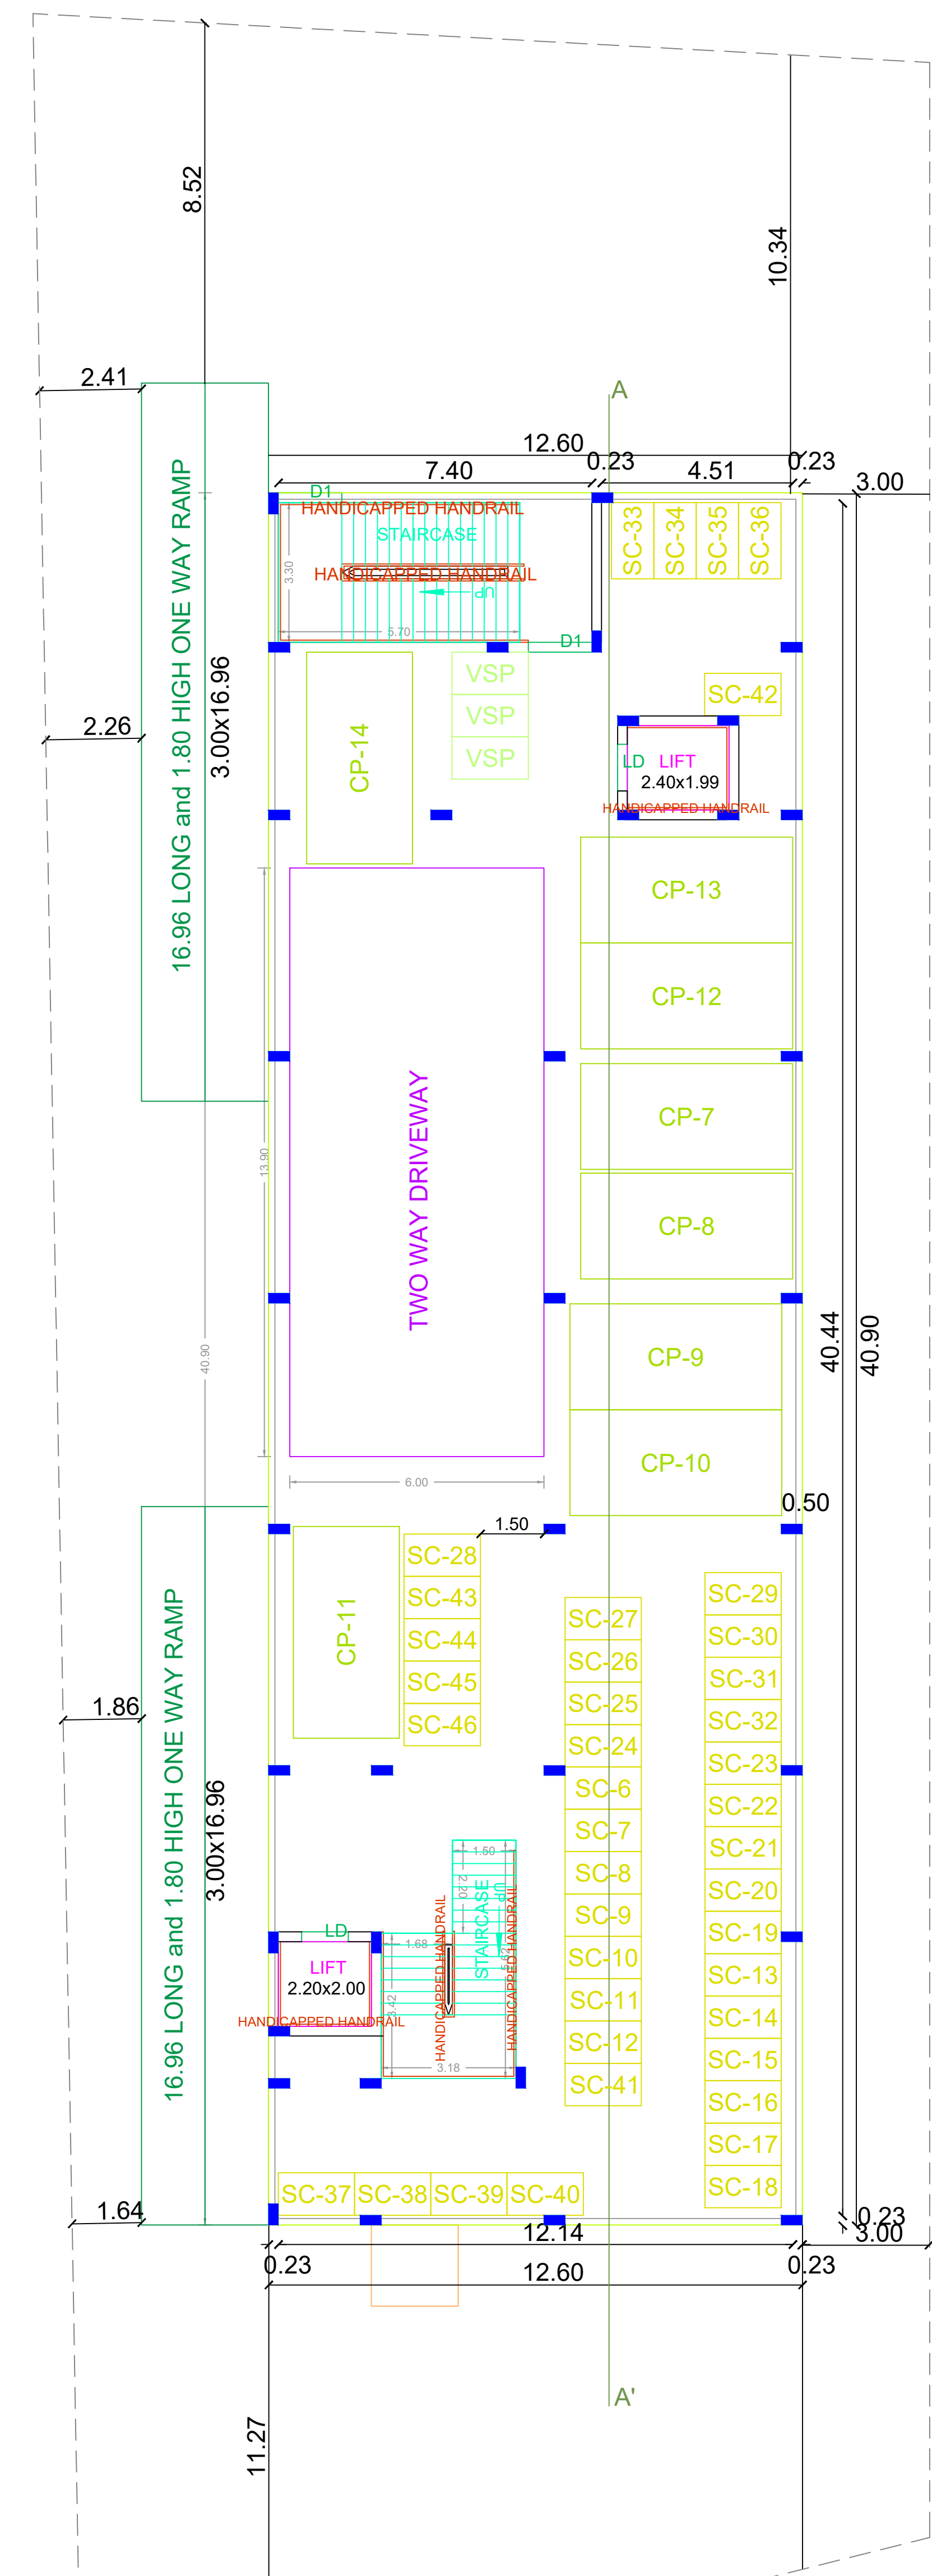 8.52
10.34
2.41
A
12.60
0.23
0.23
7.40
4.51
3.00
16.96 LONG and 1.80 HIGH ONE WAY RAMP
3.00x16.96
D1
HANDICAPPED HANDRAIL
STAIRCASE
3.30
HANDICAPPED HANDRAIL
UP
5.70
D1
SC-33
SC-34
SC-35
SC-36
2.26
CP-14
VSP
VSP
VSP
SC-42
LD
LIFT
2.40x1.99
HANDICAPPED HANDRAIL
CP-13
CP-12
CP-7
CP-8
13.90
TWO WAY DRIVEWAY
40.90
CP-9
40.44
40.90
CP-10
6.00
0.50
1.50
16.96 LONG and 1.80 HIGH ONE WAY RAMP
3.00x16.96
1.86
CP-11
SC-28
SC-43
SC-44
SC-45
SC-46
SC-27
SC-26
SC-25
SC-24
SC-6
SC-7
SC-8
SC-9
SC-10
SC-11
SC-12
SC-41
SC-29
SC-30
SC-31
SC-32
SC-23
SC-22
SC-21
SC-20
SC-19
SC-13
SC-14
SC-15
SC-16
SC-17
SC-18
1.50
2.20
STAIRCASE
UP
5.62
HANDICAPPED HANDRAIL
HANDICAPPED HANDRAIL
1.68
3.42
3.18
LD
LIFT
2.20x2.00
HANDICAPPED HANDRAIL
SC-37
SC-38
SC-39
SC-40
1.64
0.23
3.00
12.14
0.23
0.23
12.60
A'
11.27